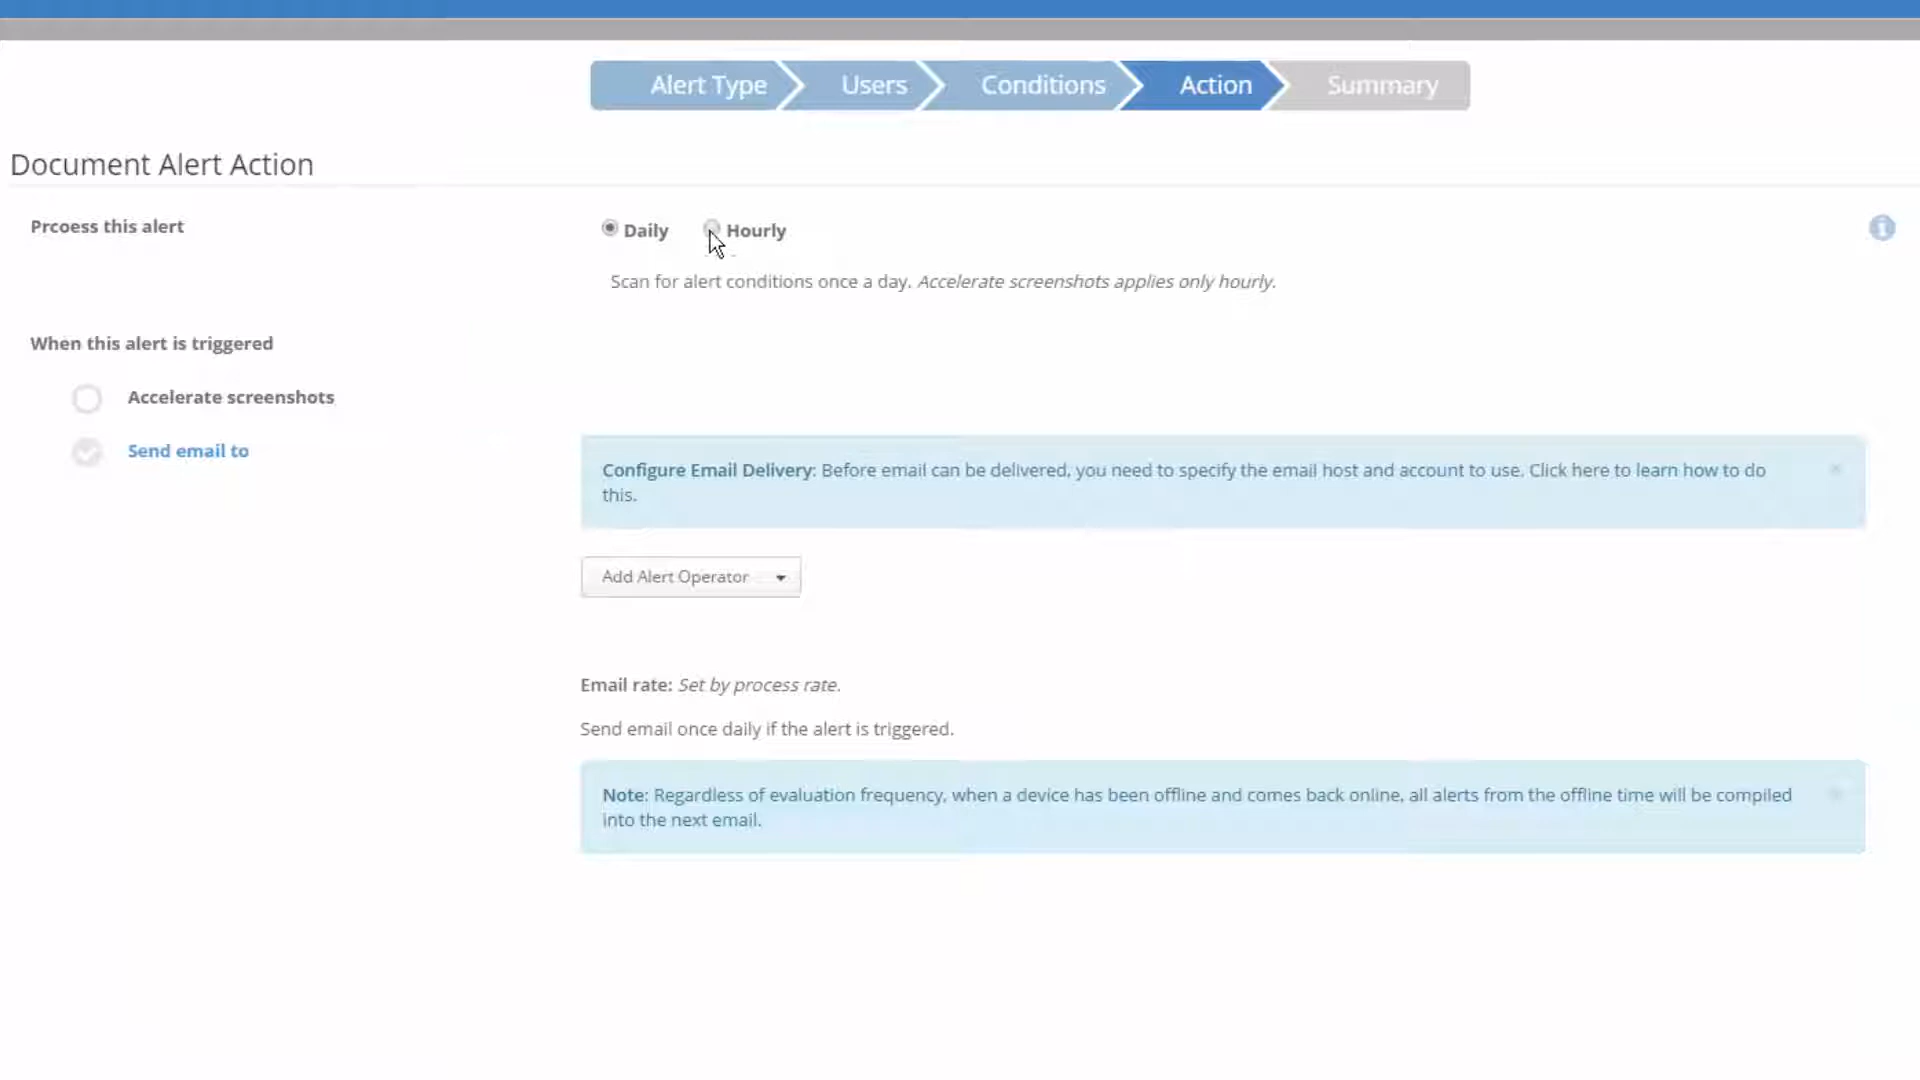 Alert Type
Users
Conditions
Action
Summary
Document Alert Action
Prcoess this alert
Daily
Hourly
Scan for alert conditions once a day. Accelerate screenshots applies only hourly.
When this alert is triggered
Accelerate screenshots
Send email to
Configure Email Delivery: Before email can be delivered, you need to specify the email host and account to use. Click here to learn how to do
this.
Add Alert Operator
Email rate: Set by process rate.
Send email once daily if the alert is triggered.
Note: Regardless of evaluation frequency, when a device has been offline and comes back online, all alerts from the offline time will be compiled
into the next email.